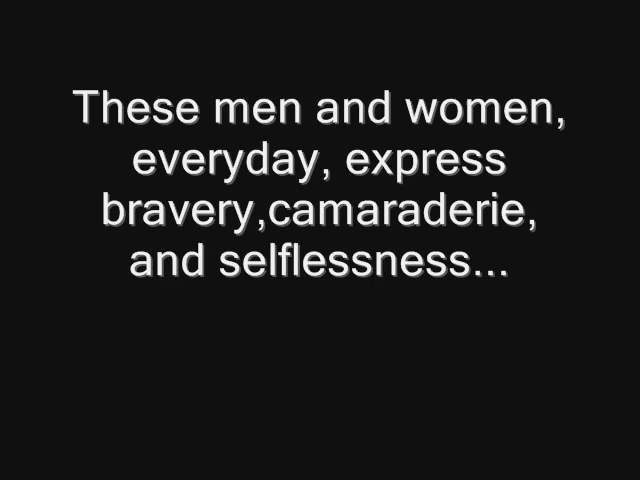 These men and women,
everyday, express
bravery,camaraderie,
and selflessness...